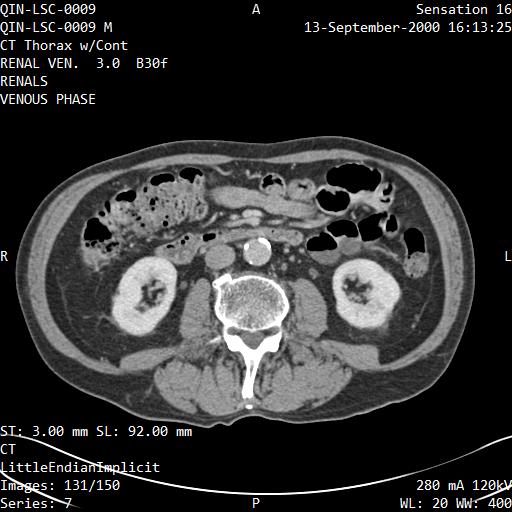 QIN-LSC-0009
A
Sensation 16
QIN-LSC-0009 M
13-September-2000 16:13:25
CT Thorax w/Cont
RENAL VEN.  3.0  B30f
RENALS
VENOUS PHASE
R
L
ST: 3.00 mm SL: 92.00 mm
CT
LittleEndianImplicit
Images: 131/150
280 mA 120kV
Series: 7
P
WL: 20 WW: 400